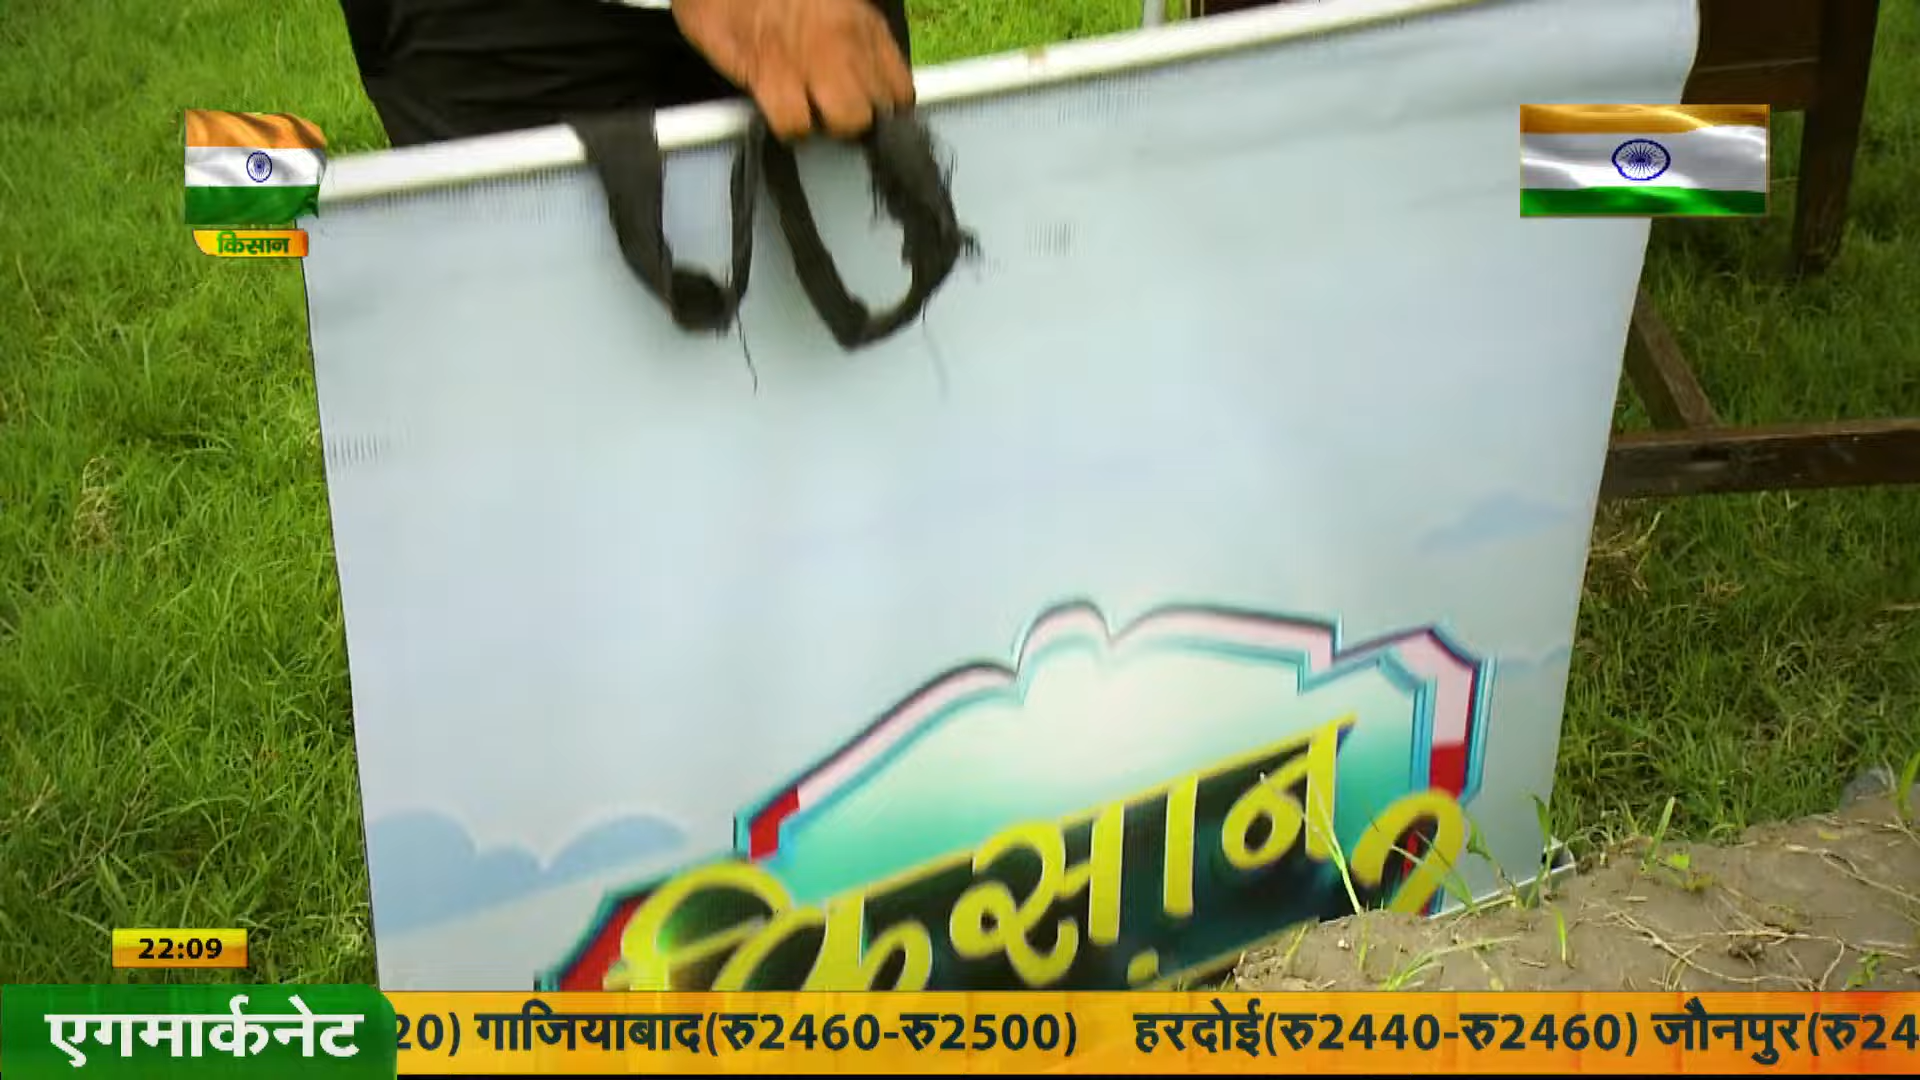 किसान
किसान
22:09
एगमार्कनेट
20) गाजियाबाद(रु2460-रु2500) हरदोई(रु2440-रु2460) जौनपुर(रु24